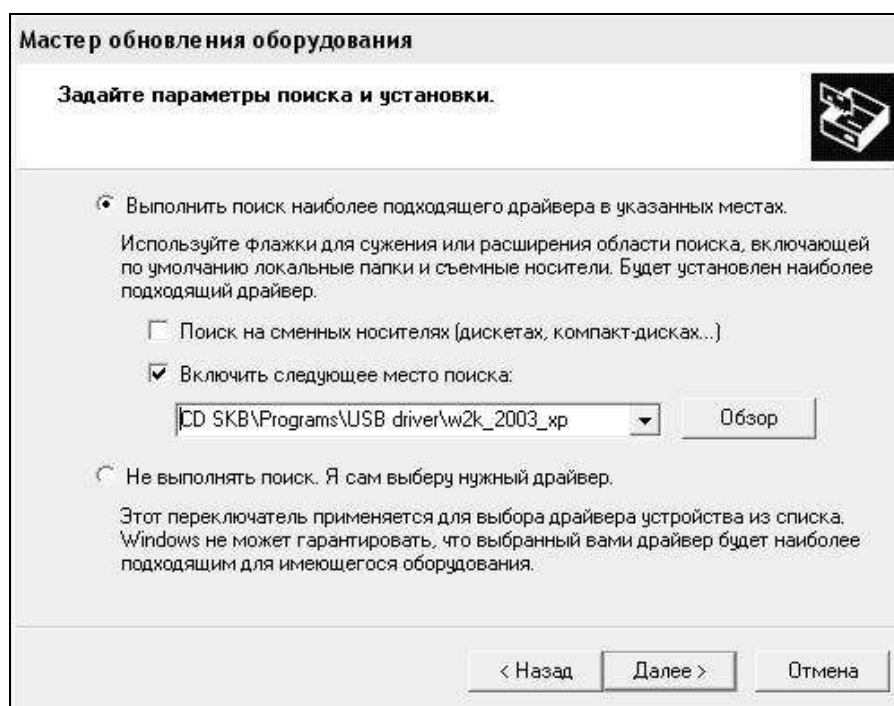 Мастер обновления оборудования
Задайте параметры поиска и установки.
Выполнить поиск наиболее подходящего драйвера в указанных местах.
Используйте флажки для сужения или расширения области поиска, включающей
по умолчанию локальные папки и съемные носители. Будет установлен наиболее
подходящий драйвер.
Поиск на сменных носителях (дискетах, компакт-дисках...)
Включить следующее место поиска:
CD SKB\Programs\USB driver\w2k_2003_xp
Обзор
Не выполнять поиск. Я сам выберу нужный драйвер.
Этот переключатель применяется для выбора драйвера устройства из списка.
Windows не может гарантировать, что выбранный вами драйвер будет наиболее
подходящим для имеющегося оборудования.
< Назад
Далее >
Отмена